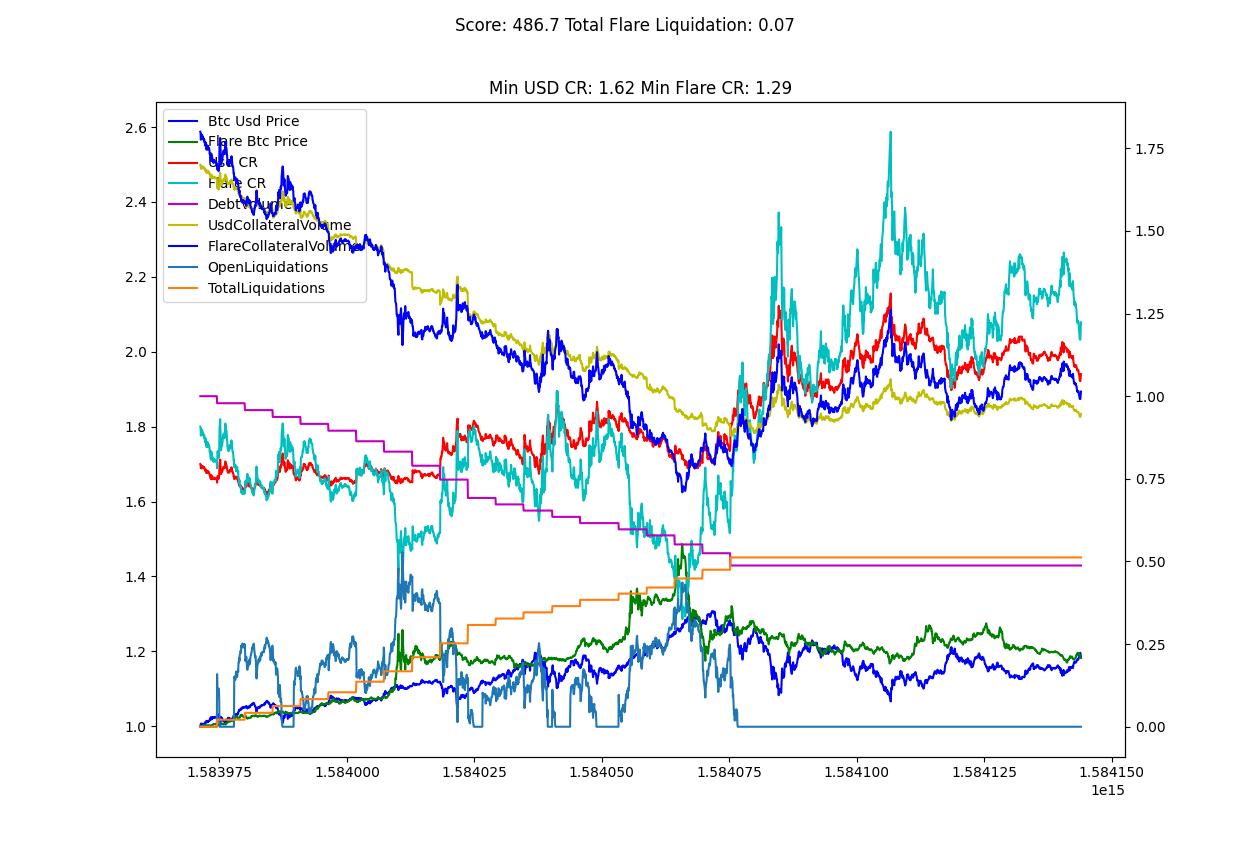 Score: 486.7 Total Flare Liquidation: 0.07
Min USD CR: 1.62 Min Flare CR: 1.29
Btc Usd Price
Flare Btc Price
Usd CR
Flare CR
DebtVolume
UsdCollateralVolume
FlareCollateralVolume
OpenLiquidations
TotalLiquidations
2.6
2.4
2.2
2.0
1.8
1.6
1.4
1.2
1.0
1.75
1.50
1.25
1.00
0.75
0.50
0.25
0.00
1.583975 1.584000 1.584025 1.584050 1.584075 1.584100 1.584125 1.584150
1e15